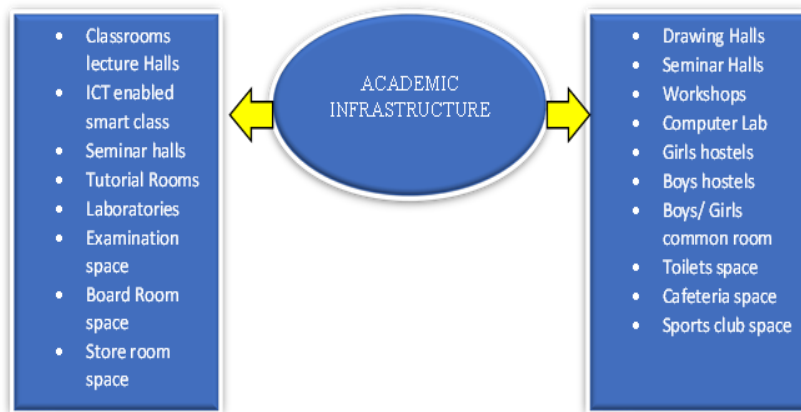 • Classrooms
lecture Halls
• ICT enabled
smart class
• Seminar halls
• Tutorial Rooms
• Laboratories
• Examination
space
• Board Room
space
• Store room
space
ACADEMIC
INFRASTRUCTURE
• Drawing Halls
• Seminar Halls
• Workshops
• Computer Lab
• Girls hostels
• Boys hostels
• Boys/ Girls
common room
• Toilets space
• Cafeteria space
• Sports club space